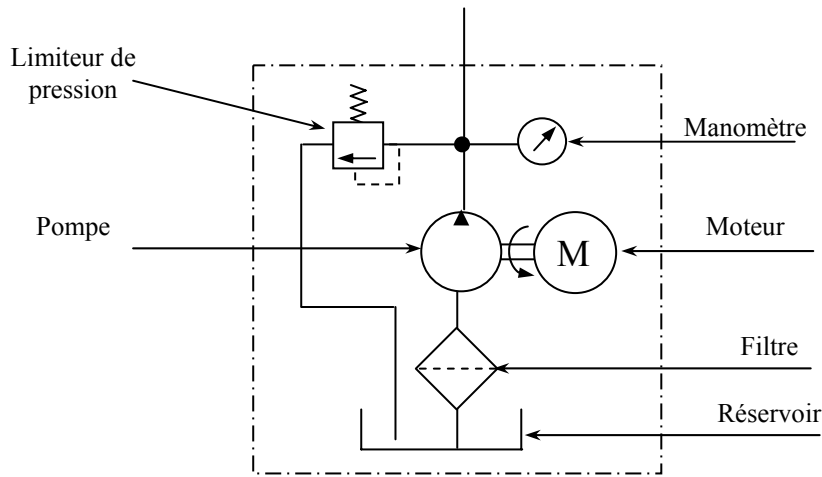 Limiteur de
pression
Manomètre
Pompe
Moteur
M
Filtre
Réservoir